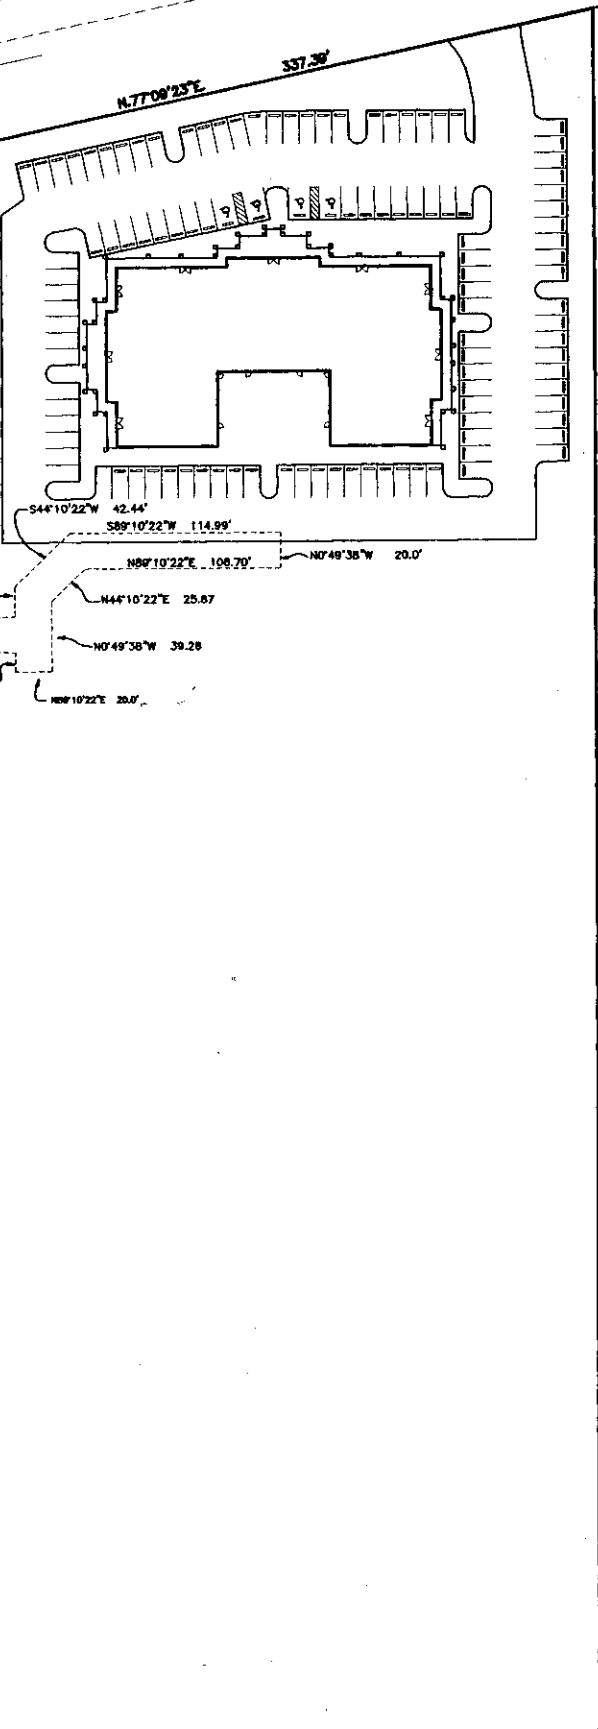 N.77°09'23"E. 337.39'
S44°10'22"W 42.44'
S89°10'22"W 114.99'
N89°10'22"E 106.70'
N0°49'38"W 20.0'
N44°10'22"E 25.87
N0°49'38"W 39.28
N89°10'22"E 20.0'